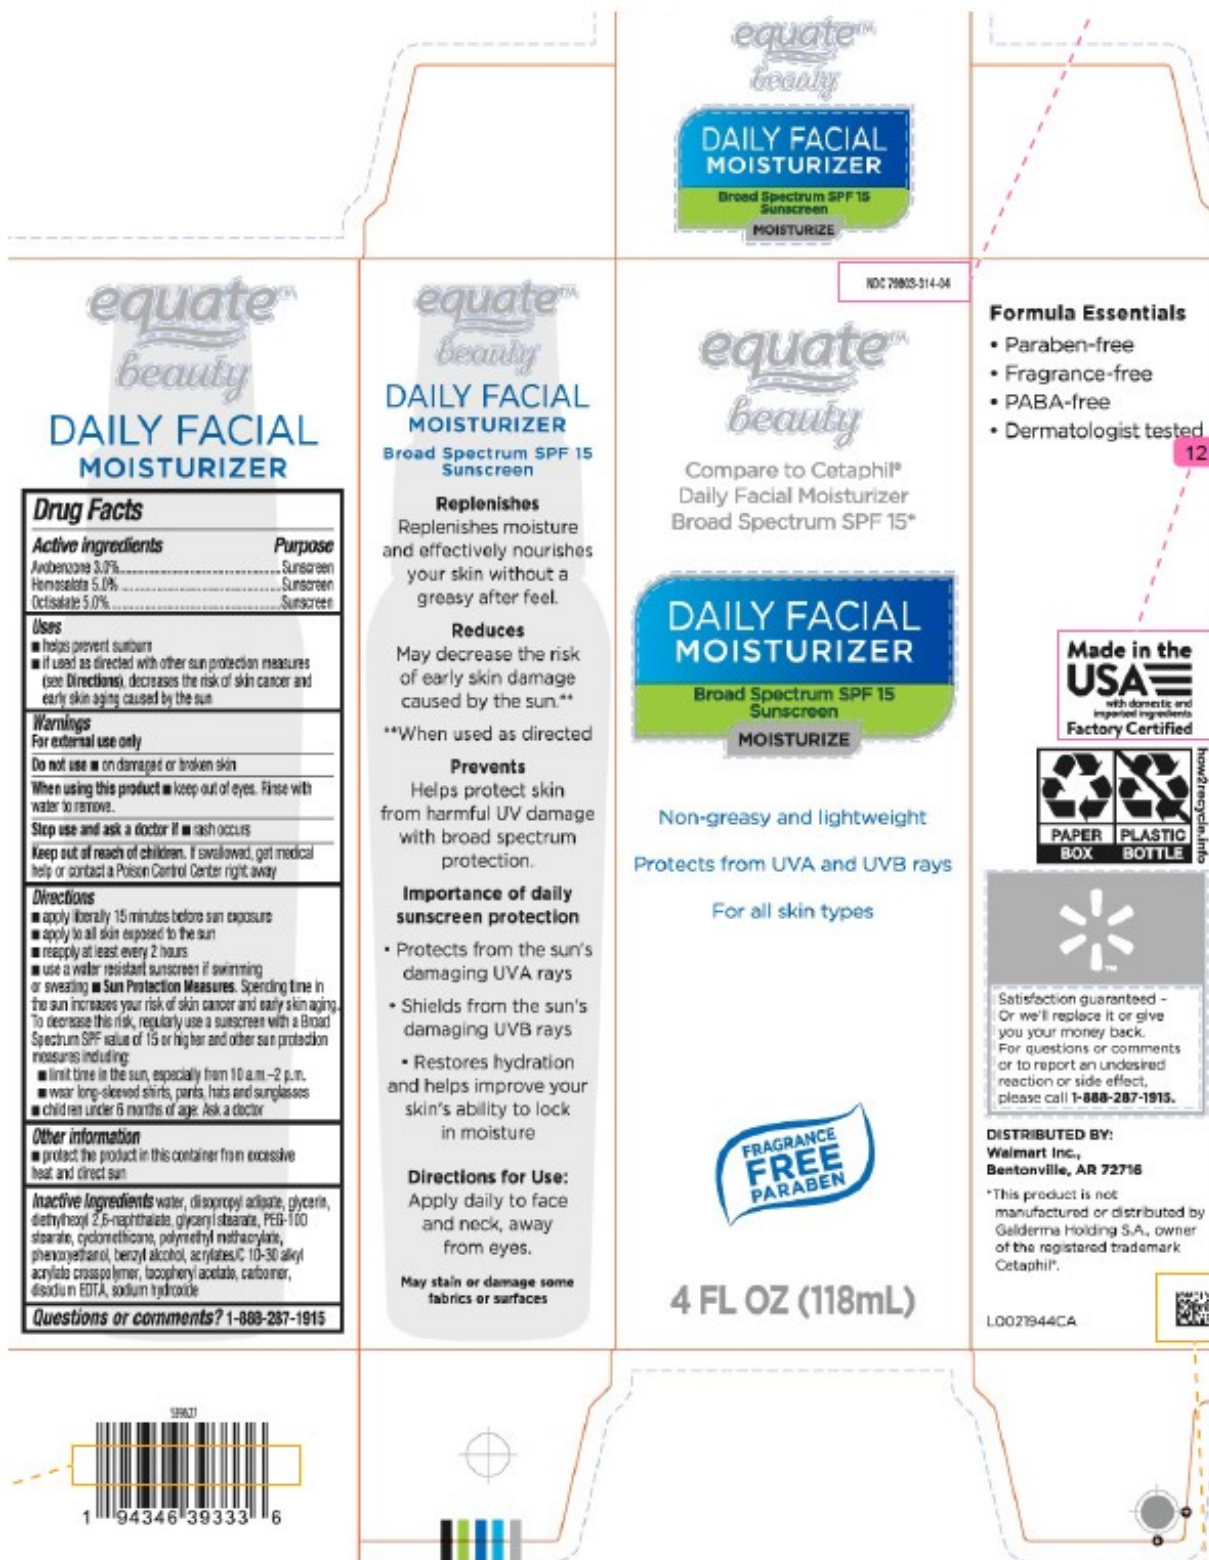 equate™
beauty
DAILY FACIAL
MOISTURIZER
Broad Spectrum SPF 15
Sunscreen
MOISTURIZE
equate™
beauty
DAILY FACIAL
MOISTURIZER
Drug Facts
Active ingredients Purpose
Avobenzone 3.0%...Sunscreen
Homosalate 5.0%...Sunscreen
Octisalate 5.0%...Sunscreen
Uses
■ helps prevent sunburn
■ if used as directed with other sun protection measures
(see Directions), decreases the risk of skin cancer and
early skin aging caused by the sun
Warnings
For external use only
Do not use ■ on damaged or broken skin
When using this product ■ keep out of eyes. Rinse with
water to remove.
Stop use and ask a doctor if ■ rash occurs
Keep out of reach of children. If swallowed, get medical
help or contact a Poison Control Center right away
Directions
■ apply liberally 15 minutes before sun exposure
■ apply to all skin exposed to the sun
■ reapply at least every 2 hours
■ use a water resistant sunscreen if swimming
or sweating ■ Sun Protection Measures. Spending time in
the sun increases your risk of skin cancer and early skin aging.
To decrease this risk, regularly use a sunscreen with a Broad
Spectrum SPF value of 15 or higher and other sun protection
measures including:
■ limit time in the sun, especially from 10 a.m.–2 p.m.
■ wear long-sleeved shirts, pants, hats and sunglasses
■ children under 6 months of age: Ask a doctor
Other information
■ protect the product in this container from excessive
heat and direct sun
Inactive Ingredients water, diisopropyl adipate, glycerin,
diethylhexyl 2,6-naphthalate, glyceryl stearate, PEG-100
stearate, cyclomethicone, polymethyl methacrylate,
phenoxyethanol, benzyl alcohol, acrylates/C 10-30 alkyl
acrylate crosspolymer, tocopheryl acetate, carbomer,
disodium EDTA, sodium hydroxide
Questions or comments? 1-888-287-1915
equate™
beauty
DAILY FACIAL
MOISTURIZER
Broad Spectrum SPF 15
Sunscreen
Replenishes
Replenishes moisture
and effectively nourishes
your skin without a
greasy after feel.
Reduces
May decrease the risk
of early skin damage
caused by the sun.**
**When used as directed
Prevents
Helps protect skin
from harmful UV damage
with broad spectrum
protection.
Importance of daily
sunscreen protection
• Protects from the sun's
damaging UVA rays
• Shields from the sun's
damaging UVB rays
• Restores hydration
and helps improve your
skin's ability to lock
in moisture
Directions for Use:
Apply daily to face
and neck, away
from eyes.
May stain or damage some
fabrics or surfaces
NDC 79903-314-04
equate™
beauty
Compare to Cetaphil®
Daily Facial Moisturizer
Broad Spectrum SPF 15*
DAILY FACIAL
MOISTURIZER
Broad Spectrum SPF 15
Sunscreen
MOISTURIZE
Non-greasy and lightweight
Protects from UVA and UVB rays
For all skin types
FRAGRANCE
FREE
PARABEN
4 FL OZ (118mL)
Formula Essentials
• Paraben-free
• Fragrance-free
• PABA-free
• Dermatologist tested
12
Made in the
USA
with domestic and
imported ingredients
Factory Certified
PAPER
BOX
PLASTIC
BOTTLE
how2recycle.info
Satisfaction guaranteed –
Or we'll replace it or give
you your money back.
For questions or comments
or to report an undesired
reaction or side effect,
please call 1-888-287-1915.
DISTRIBUTED BY:
Walmart Inc.,
Bentonville, AR 72716
*This product is not
manufactured or distributed by
Galderma Holding S.A., owner
of the registered trademark
Cetaphil®.
L0021944CA
1 94346 39333 6